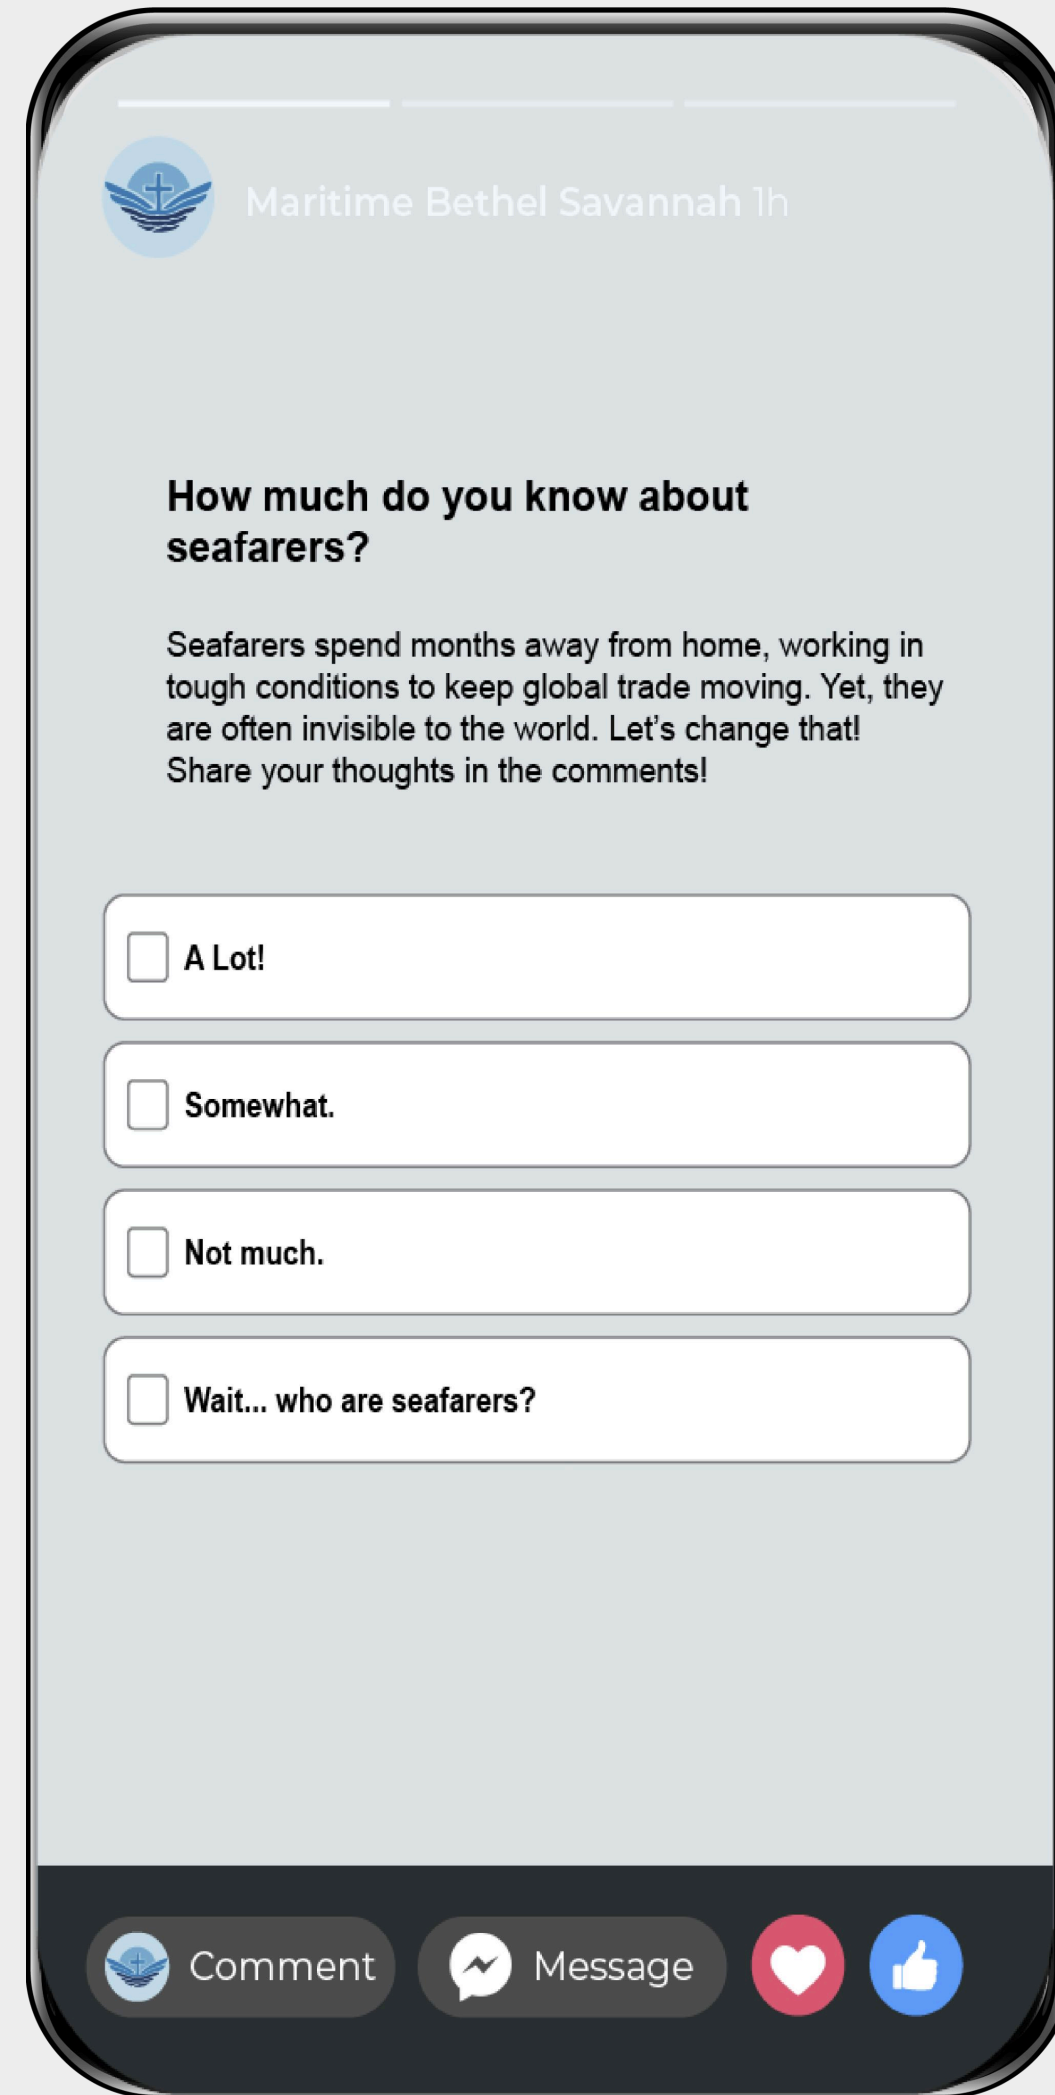 Maritime Bethel Savannah 1h
How much do you know about
seafarers?
Seafarers spend months away from home, working in
tough conditions to keep global trade moving. Yet, they
are often invisible to the world. Let’s change that!
Share your thoughts in the comments!
A Lot!
Somewhat.
Not much.
Wait... who are seafarers?
Comment Message